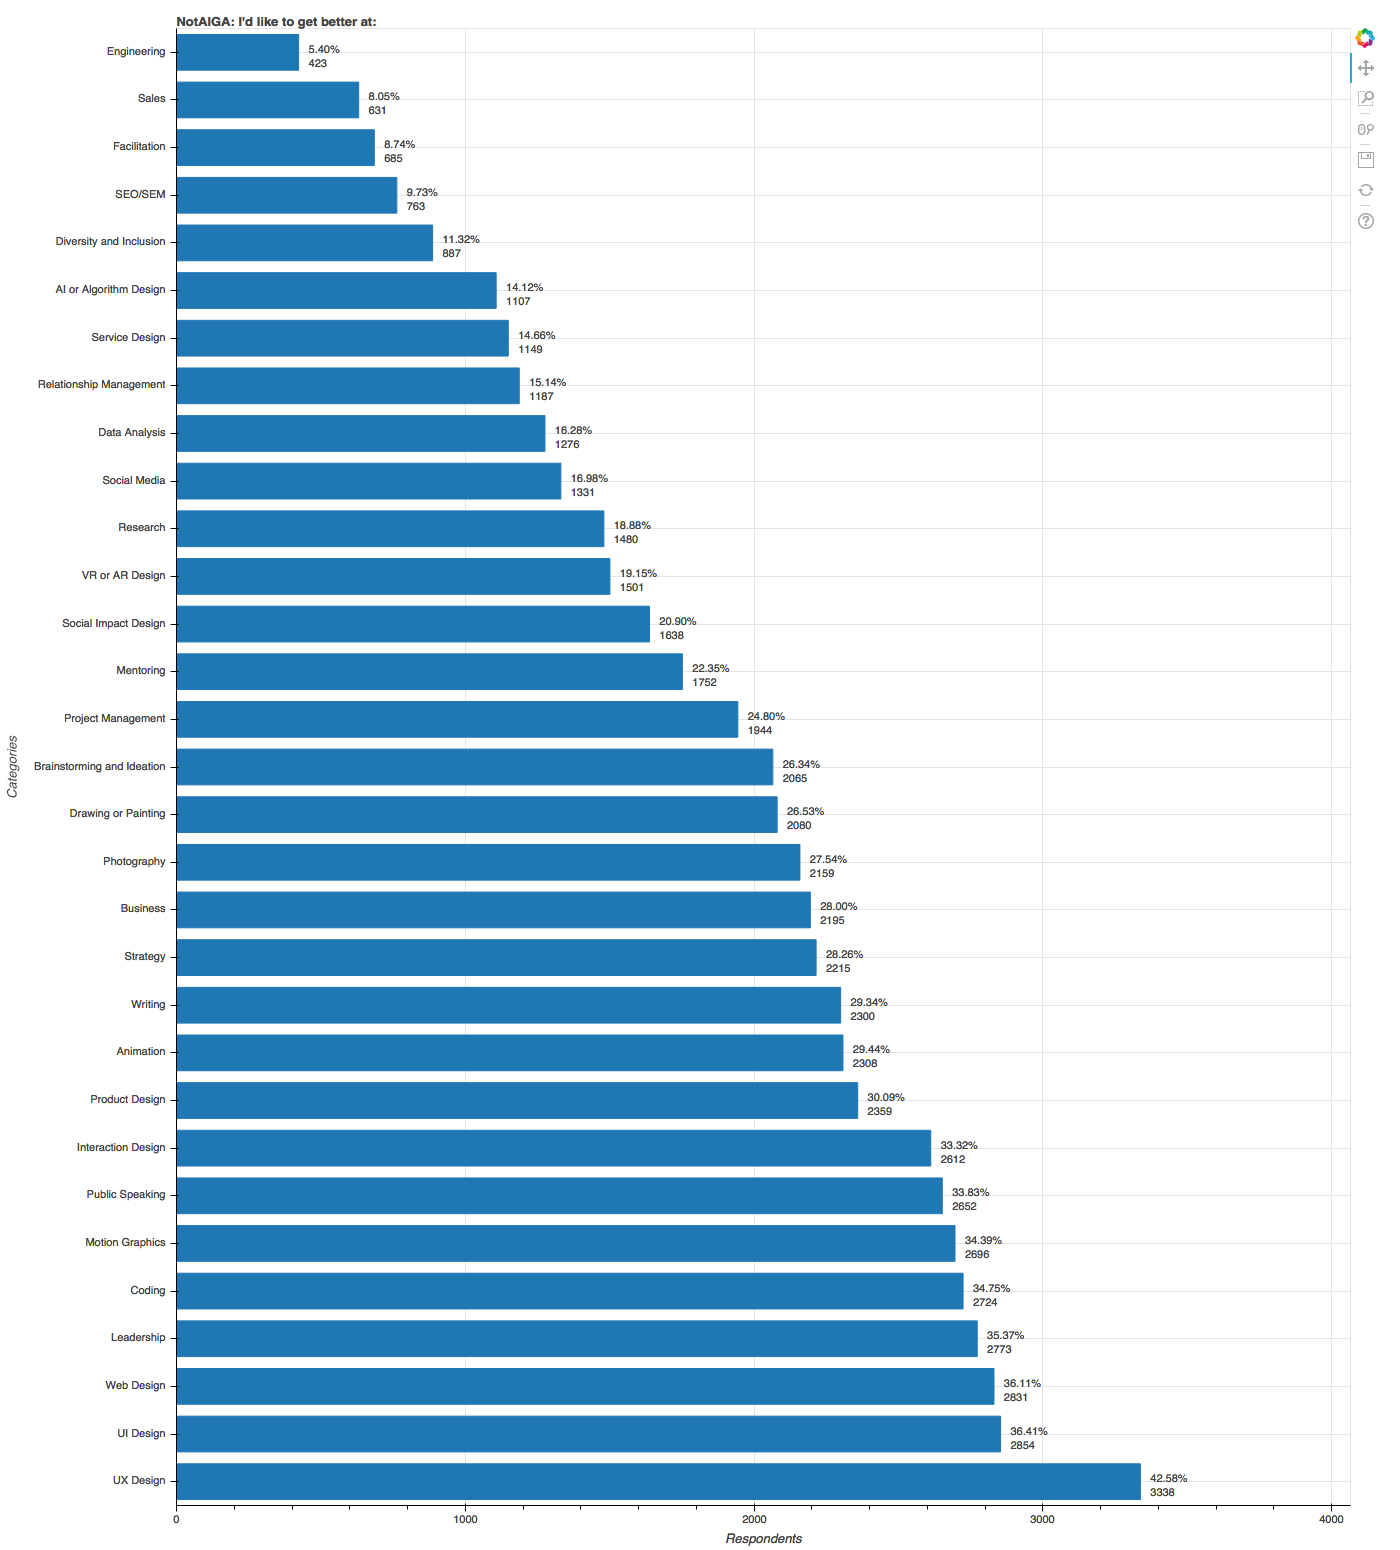 NotAIGA: I'd like to get better at:
Engineering
5.40%
423
Sales
8.05%
631
Facilitation
8.74%
685
SEO/SEM
9.73%
763
Diversity and Inclusion
11.32%
887
AI or Algorithm Design
14.12%
1107
Service Design
14.66%
1149
Relationship Management
15.14%
1187
Data Analysis
16.28%
1276
Social Media
16.98%
1331
Research
18.88%
1480
VR or AR Design
19.15%
1501
Social Impact Design
20.90%
1638
Mentoring
22.35%
1752
Project Management
24.80%
1944
Brainstorming and Ideation
26.34%
2065
Drawing or Painting
26.53%
2080
Photography
27.54%
2159
Business
28.00%
2195
Strategy
28.26%
2215
Writing
29.34%
2300
Animation
29.44%
2308
Product Design
30.09%
2359
Interaction Design
33.32%
2612
Public Speaking
33.83%
2652
Motion Graphics
34.39%
2696
Coding
34.75%
2724
Leadership
35.37%
2773
Web Design
36.11%
2831
UI Design
36.41%
2854
UX Design
42.58%
3338
Categories
0 1000 2000 3000 4000
Respondents